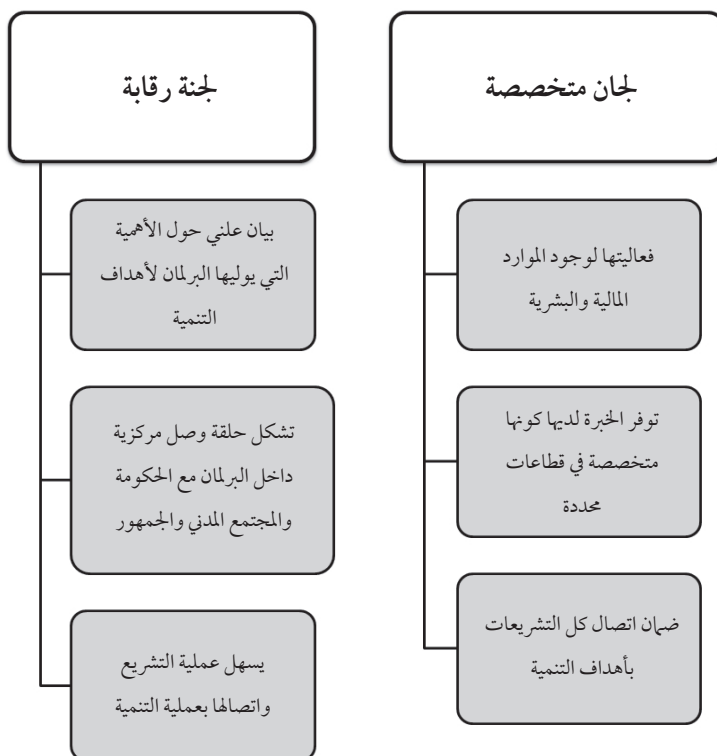 لجان متخصصة
فعاليتها لوجود الموارد
المالية والبشرية
توفر الخبرة لديها كونها
متخصصة في قطاعات
محددة
ضمان اتصال كل التشريعات
بأهداف التنمية
لجنة رقابة
بيان علني حول الأهمية
التي يوليها البرلمان لأهداف
التنمية
تشكل حلقة وصل مركزية
داخل البرلمان مع الحكومة
والمجتمع المدني والجمهور
يسهل عملية التشريع
واتصالها بعملية التنمية